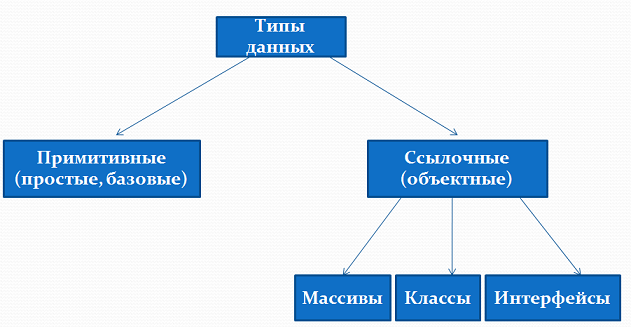 Типы
данных
Примитивные
(простые, базовые)
Ссылочные
(объектные)
Массивы
Классы
Интерфейсы